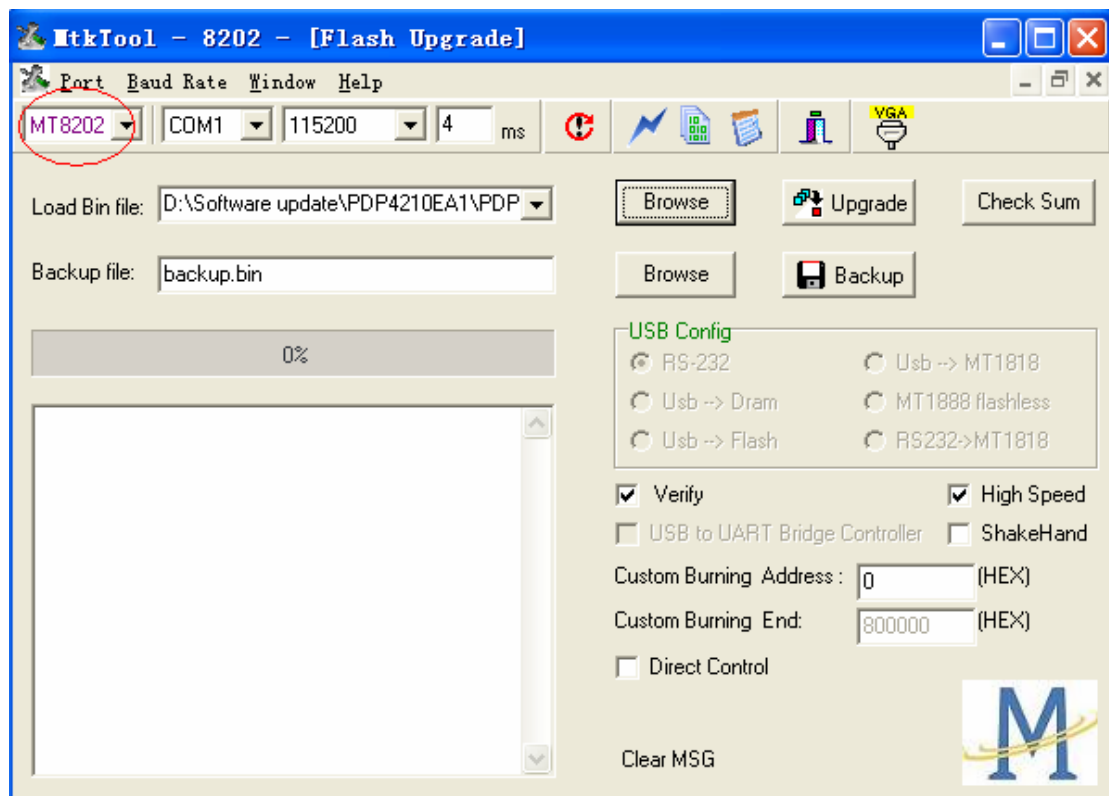 MtkTool - 8202 - [Flash Upgrade]
Port Baud Rate Window Help
MT8202 COM1 115200 4 ms VGA
Load Bin file: D:\Software update\PDP4210EA1\PDP Browse Upgrade Check Sum
Backup file: backup.bin Browse Backup
0%
USB Config
RS-232 Usb --> MT1818
Usb --> Dram MT1888 flashless
Usb --> Flash RS232->MT1818
Verify High Speed
USB to UART Bridge Controller ShakeHand
Custom Burning Address : 0 (HEX)
Custom Burning End: 800000 (HEX)
Direct Control
Clear MSG
M